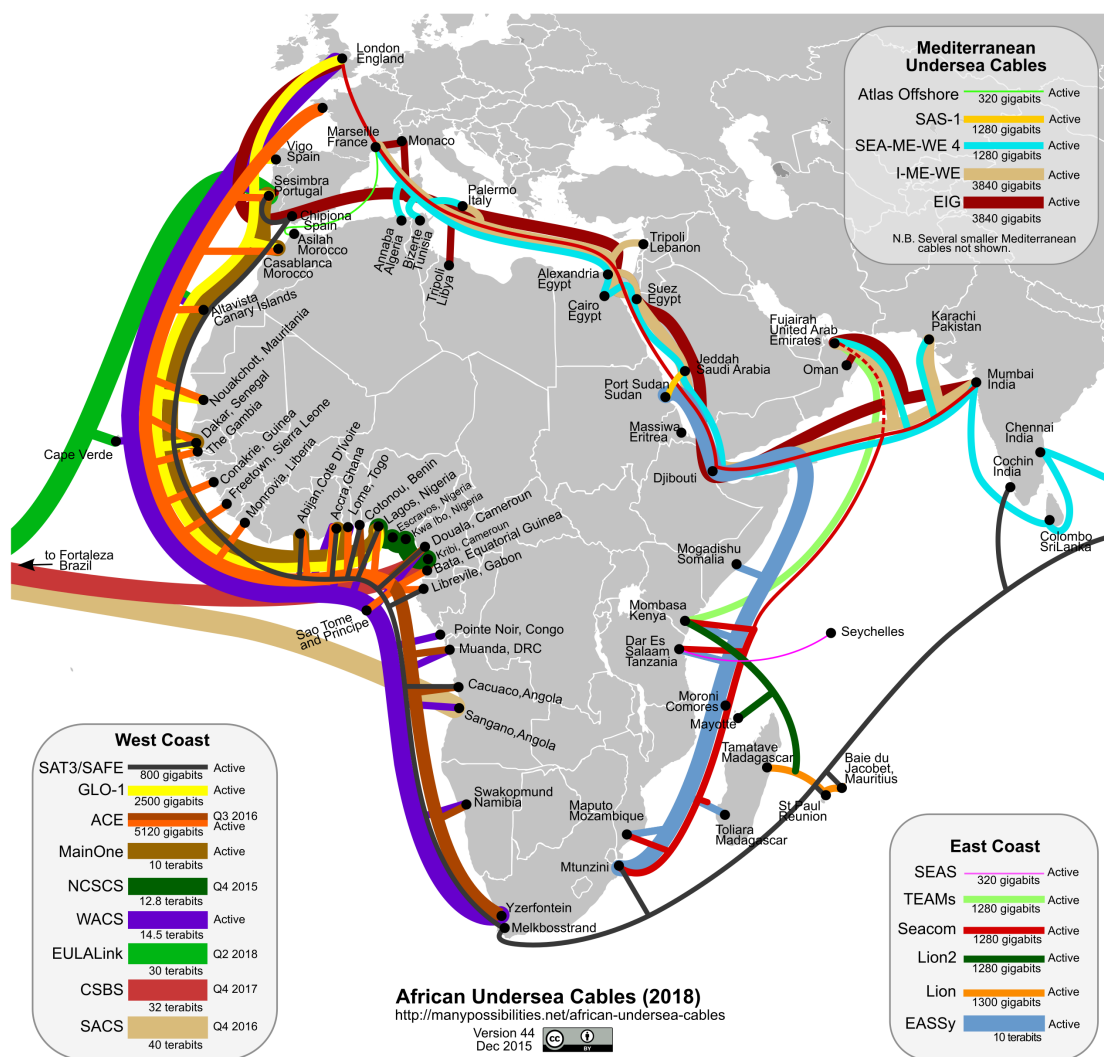 London
England
Marseille
France
Monaco
Vigo
Spain
Sesimbra
Portugal
Chipiona
Spain
Asilah
Morocco
Casablanca
Morocco
Palermo
Italy
Annaba
Algeria
Bizerte
Tunisia
Tripoli
Libya
Tripoli
Lebanon
Alexandria
Egypt
Cairo
Egypt
Suez
Egypt
Altavista
Canary Islands
Nouakchott, Mauritania
Dakar, Senegal
The Gambia
Cape Verde
Conakrie, Guinea
Freetown, Sierra Leone
Monrovia, Liberia
Abijan,Cote D'Ivoire
Accra,Ghana
Lome, Togo
Cotonou, Benin
Lagos, Nigeria
Escravos, Nigeria
Kwa Ibo, Nigeria
Douala, Cameroun
Kribi, Cameroun
Bata, Equatorial Guinea
Libreville, Gabon
to Fortaleza
Brazil
Sao Tome
and Principe
Pointe Noir, Congo
Muanda, DRC
Cacuaco,Angola
Sangano,Angola
Swakopmund
Namibia
Yzerfontein
Melkbosstrand
Jeddah
Saudi Arabia
Port Sudan
Sudan
Massiwa
Eritrea
Djibouti
Fujairah
United Arab
Emirates
Oman
Karachi
Pakistan
Mumbai
India
Chennai
India
Cochin
India
Colombo
SriLanka
Mogadishu
Somalia
Mombasa
Kenya
Dar Es
Salaam
Tanzania
Seychelles
Moroni
Comores
Mayotte
Tamatave
Madagascar
Baie du
Jacobet,
Mauritius
St Paul
Reunion
Toliara
Madagascar
Maputo
Mozambique
Mtunzini
Mediterranean
Undersea Cables
Atlas Offshore 320 gigabits Active
SAS-1 1280 gigabits Active
SEA-ME-WE 4 1280 gigabits Active
I-ME-WE 3840 gigabits Active
EIG 3840 gigabits Active
N.B. Several smaller Mediterranean
cables not shown.
West Coast
SAT3/SAFE 800 gigabits Active
GLO-1 2500 gigabits Active
ACE 5120 gigabits Q3 2016 Active
MainOne 10 terabits Active
NCSCS 12.8 terabits Q4 2015
WACS 14.5 terabits Active
EULALink 30 terabits Q2 2018
CSBS 32 terabits Q4 2017
SACS 40 terabits Q4 2016
East Coast
SEAS 320 gigabits Active
TEAMs 1280 gigabits Active
Seacom 1280 gigabits Active
Lion2 1280 gigabits Active
Lion 1300 gigabits Active
EASSy 10 terabits Active
African Undersea Cables (2018)
http://manypossibilities.net/african-undersea-cables
Version 44
Dec 2015
cc BY